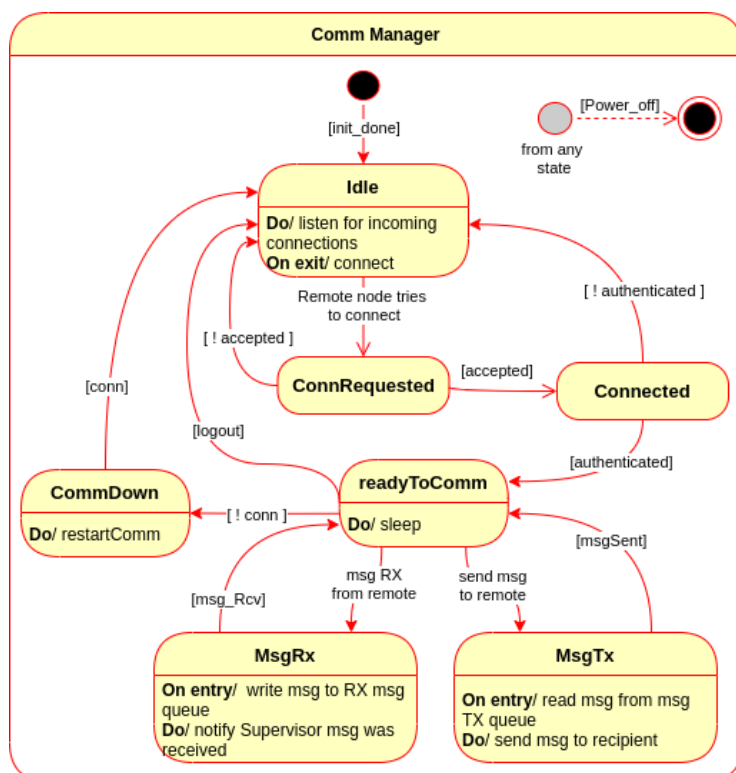 Comm Manager
[init_done]
[Power_off]
from any
state
Idle
Do/ listen for incoming
connections
On exit/ connect
[ ! authenticated ]
Remote node tries
to connect
[ ! accepted ]
[accepted]
ConnRequested
Connected
[conn]
[logout]
[authenticated]
CommDown
Do/ restartComm
readyToComm
Do/ sleep
[ ! conn ]
[msgSent]
[msg_Rcv]
msg RX
from remote
send msg
to remote
MsgRx
On entry/  write msg to RX msg
queue
Do/ notify Supervisor msg was
received
MsgTx
On entry/ read msg from msg
TX queue
Do/ send msg to recipient